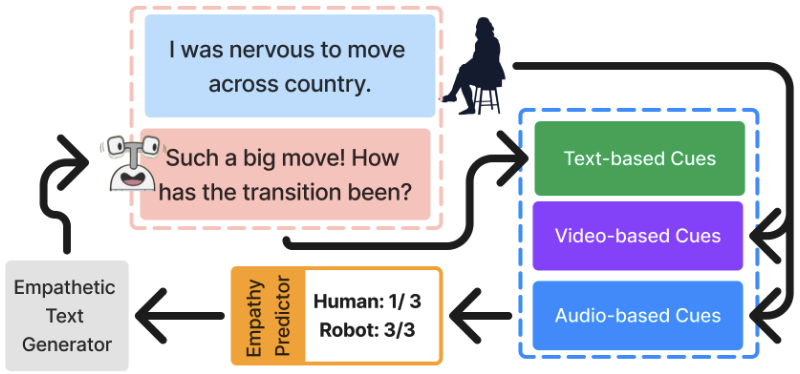 I was nervous to move
across country.
Such a big move! How
has the transition been?
Text-based Cues
Video-based Cues
Audio-based Cues
Empathy
Predictor
Human: 1/ 3
Robot: 3/3
Empathetic
Text
Generator